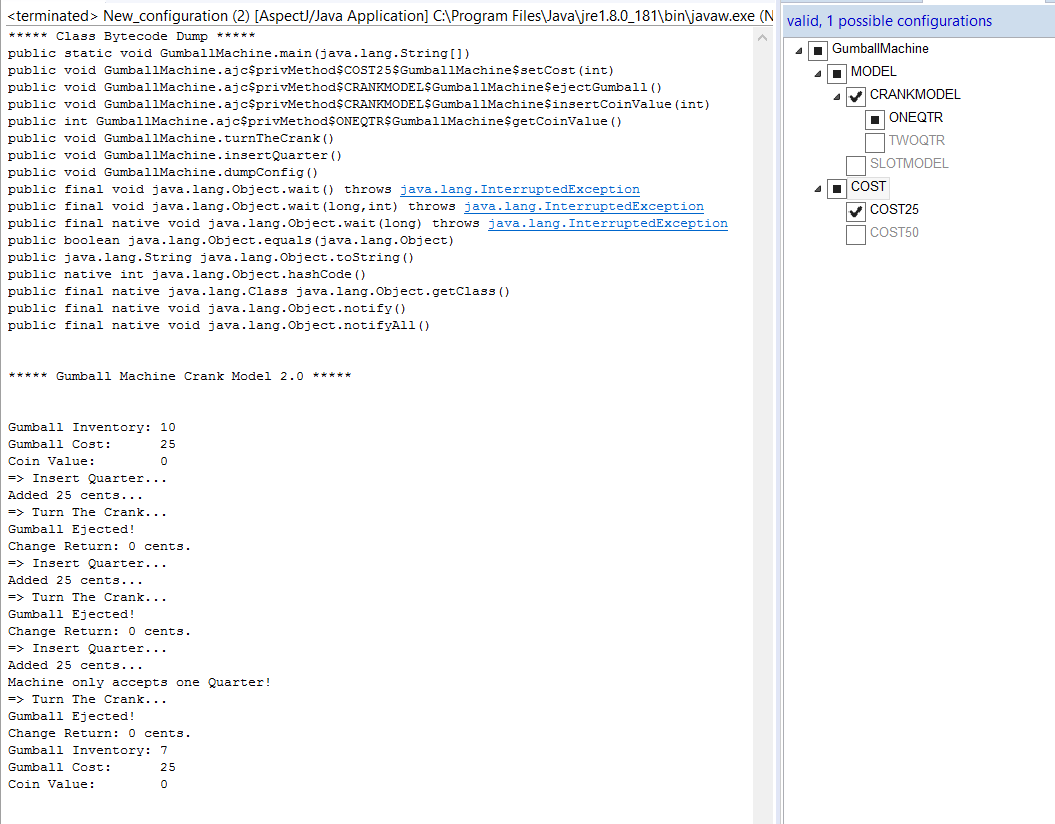 <terminated> New_configuration (2) [AspectJ/Java Application] C:\Program Files\Java\jre1.8.0_181\bin\javaw.exe (N
***** Class Bytecode Dump *****
public static void GumballMachine.main(java.lang.String[])
public void GumballMachine.ajc$privMethod$COST25$GumballMachine$setCost(int)
public void GumballMachine.ajc$privMethod$CRANKMODEL$GumballMachine$ejectGumball()
public void GumballMachine.ajc$privMethod$CRANKMODEL$GumballMachine$insertCoinValue(int)
public int GumballMachine.ajc$privMethod$ONEQTR$GumballMachine$getCoinValue()
public void GumballMachine.turnTheCrank()
public void GumballMachine.insertQuarter()
public void GumballMachine.dumpConfig()
public final void java.lang.Object.wait() throws java.lang.InterruptedException
public final void java.lang.Object.wait(long,int) throws java.lang.InterruptedException
public final native void java.lang.Object.wait(long) throws java.lang.InterruptedException
public boolean java.lang.Object.equals(java.lang.Object)
public java.lang.String java.lang.Object.toString()
public native int java.lang.Object.hashCode()
public final native java.lang.Class java.lang.Object.getClass()
public final native void java.lang.Object.notify()
public final native void java.lang.Object.notifyAll()
***** Gumball Machine Crank Model 2.0 *****
Gumball Inventory: 10
Gumball Cost: 25
Coin Value: 0
=> Insert Quarter...
Added 25 cents...
=> Turn The Crank...
Gumball Ejected!
Change Return: 0 cents.
=> Insert Quarter...
Added 25 cents...
=> Turn The Crank...
Gumball Ejected!
Change Return: 0 cents.
=> Insert Quarter...
Added 25 cents...
Machine only accepts one Quarter!
=> Turn The Crank...
Gumball Ejected!
Change Return: 0 cents.
Gumball Inventory: 7
Gumball Cost: 25
Coin Value: 0
valid, 1 possible configurations
GumballMachine
MODEL
CRANKMODEL
ONEQTR
TWOQTR
SLOTMODEL
COST
COST25
COST50